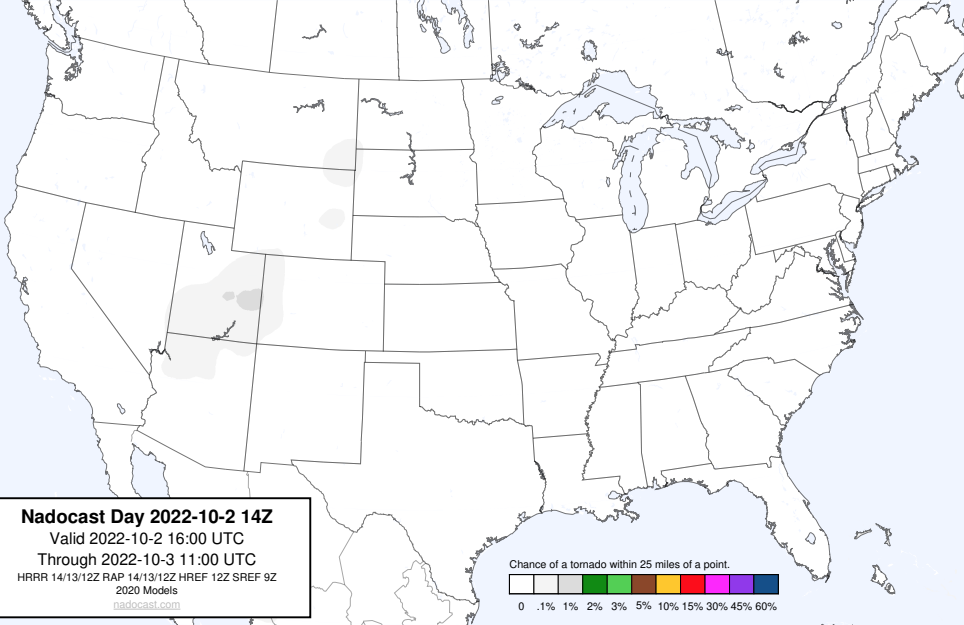 Nadocast Day 2022-10-2 14Z
Valid 2022-10-2 16:00 UTC
Through 2022-10-3 11:00 UTC
HRRR 14/13/12Z RAP 14/13/12Z HREF 12Z SREF 9Z
2020 Models
nadocast.com
Chance of a tornado within 25 miles of a point.
0 .1% 1% 2% 3% 5% 10% 15% 30% 45% 60%